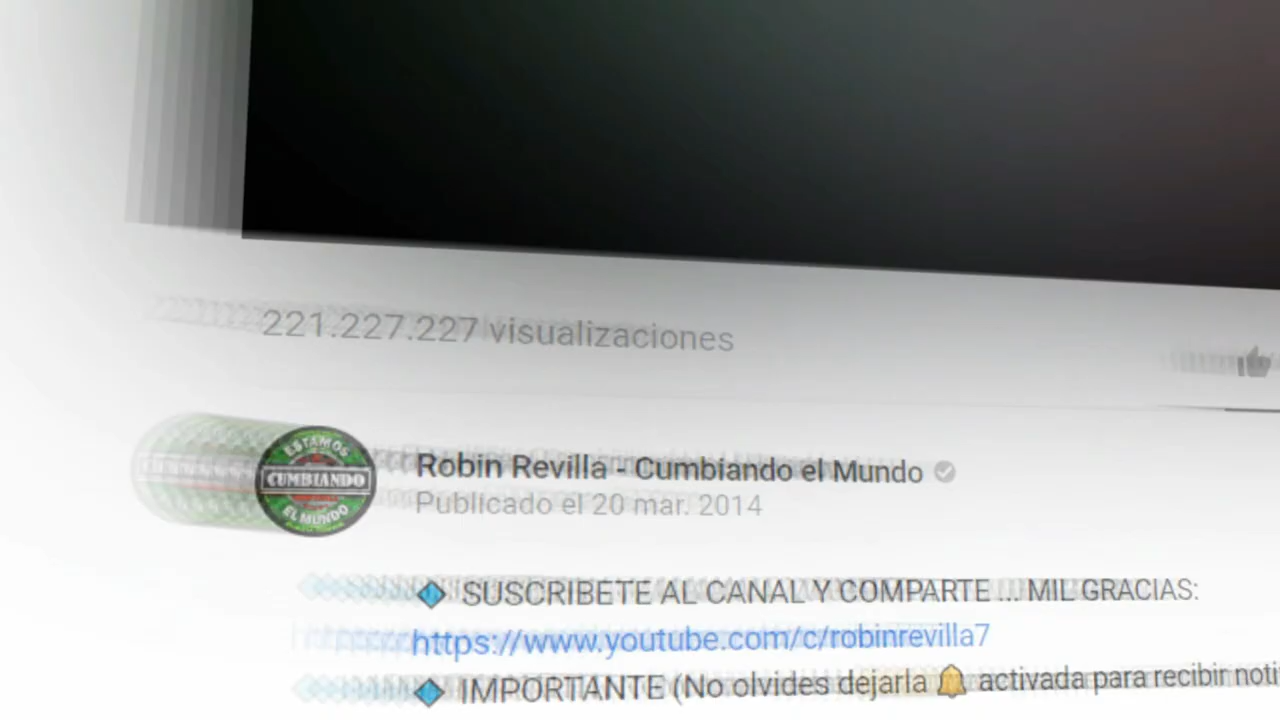 221.227.227 visualizaciones
ESTAMOS
CUMBIANDO
EL MUNDO
Robin Revilla - Cumbiando el Mundo
Publicado el 20 mar. 2014
SUSCRIBETE AL CANAL Y COMPARTE ... MIL GRACIAS:
https://www.youtube.com/c/robinrevilla7
IMPORTANTE (No olvides dejarla 🔔 activada para recibir noti